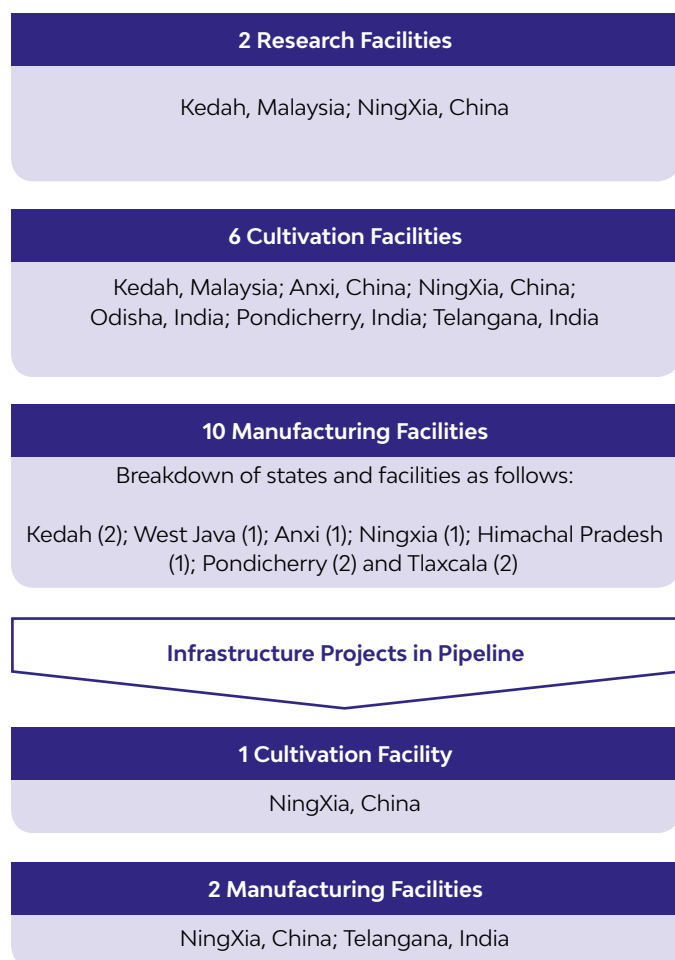 2 Research Facilities
Kedah, Malaysia; NingXia, China
6 Cultivation Facilities
Kedah, Malaysia; Anxi, China; NingXia, China;
Odisha, India; Pondicherry, India; Telangana, India
10 Manufacturing Facilities
Breakdown of states and facilities as follows:
Kedah (2); West Java (1); Anxi (1); Ningxia (1); Himachal Pradesh
(1); Pondicherry (2) and Tlaxcala (2)
Infrastructure Projects in Pipeline
1 Cultivation Facility
NingXia, China
2 Manufacturing Facilities
NingXia, China; Telangana, India